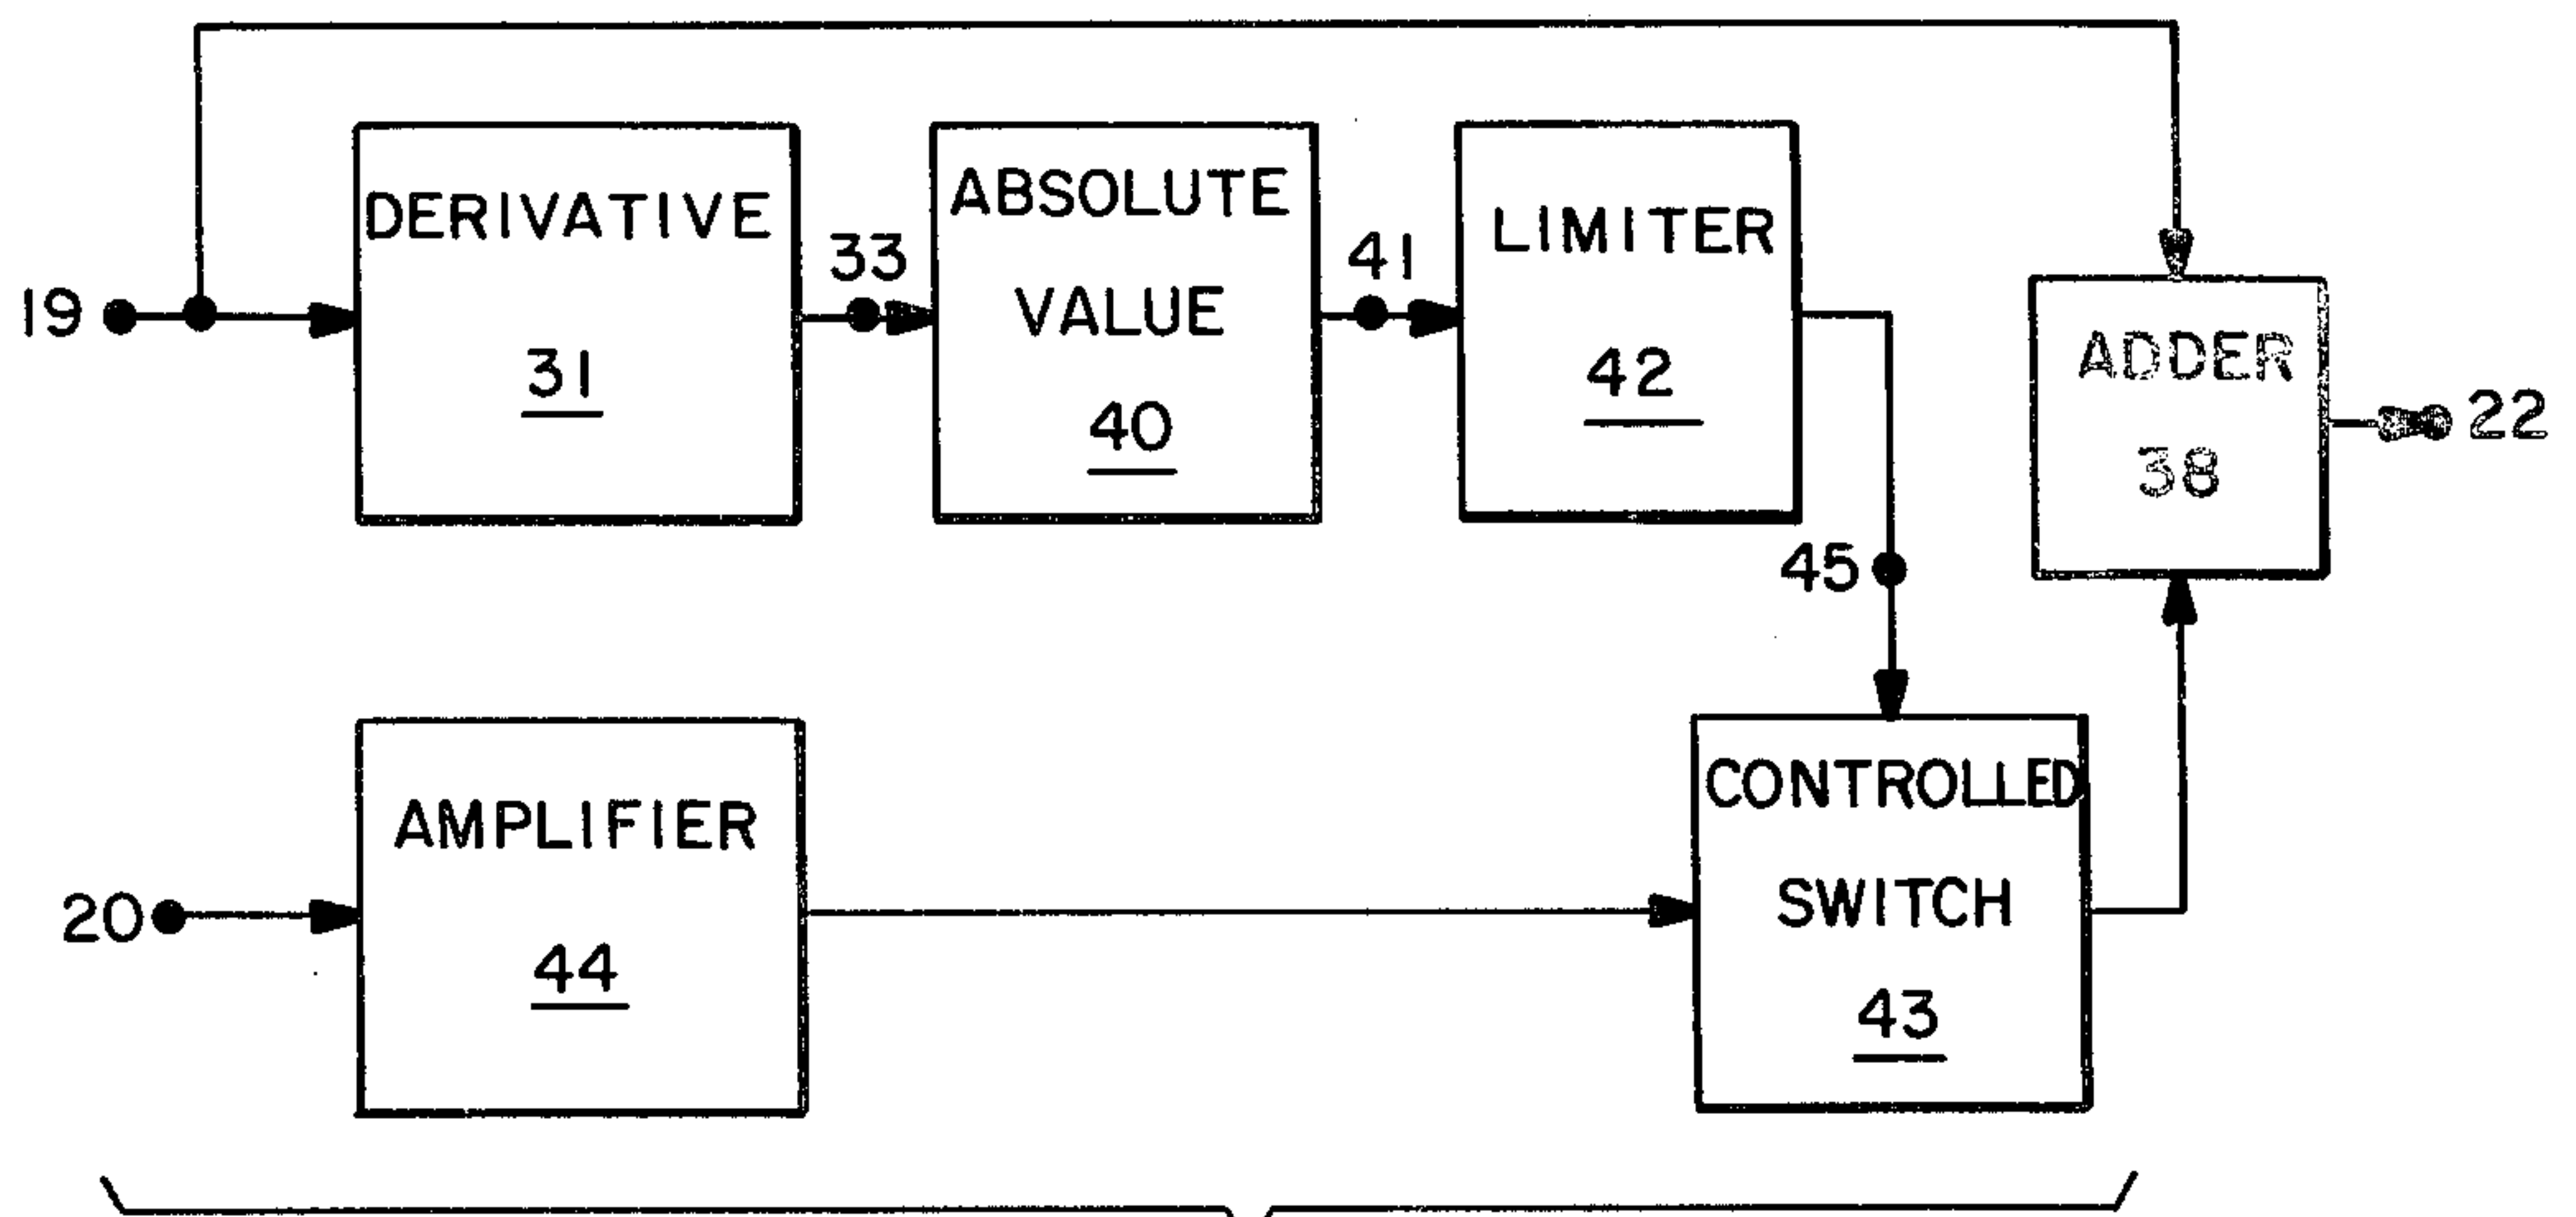 19
DERIVATIVE
31
33
ABSOLUTE
VALUE
40
41
LIMITER
42
45
ADDER
38
22
20
AMPLIFIER
44
CONTROLLED
SWITCH
43